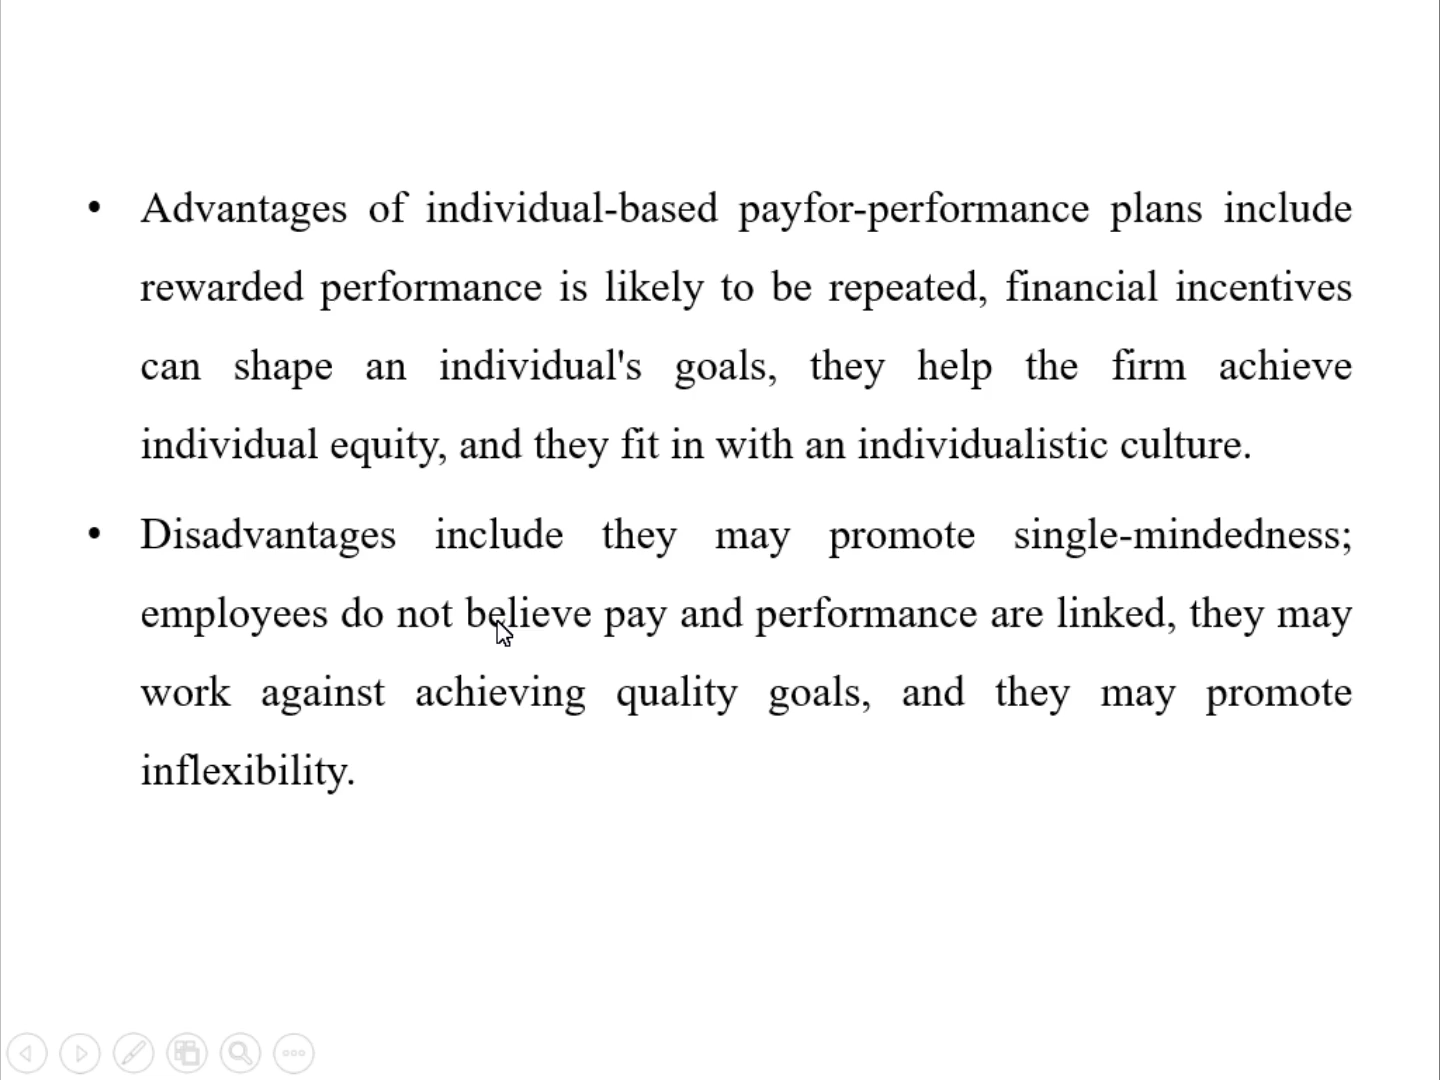 • Advantages of individual-based payfor-performance plans include
rewarded performance is likely to be repeated, financial incentives
can shape an individual's goals, they help the firm achieve
individual equity, and they fit in with an individualistic culture.
• Disadvantages include they may promote single-mindedness;
employees do not believe pay and performance are linked, they may
work against achieving quality goals, and they may promote
inflexibility.